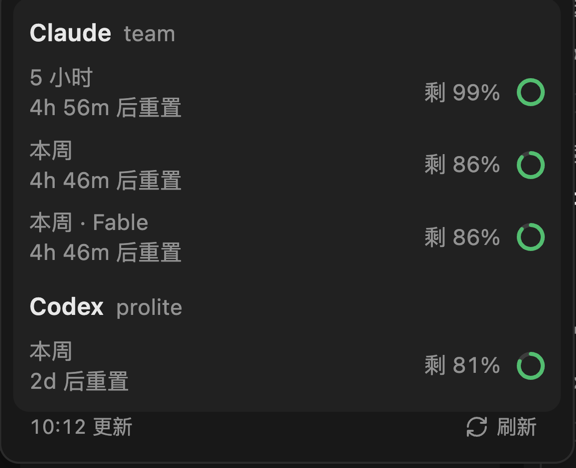 Claude team
5 小时
4h 56m 后重置
剩 99%
本周
4h 46m 后重置
剩 86%
本周 · Fable
4h 46m 后重置
剩 86%
Codex prolite
本周
2d 后重置
剩 81%
10:12 更新
刷新